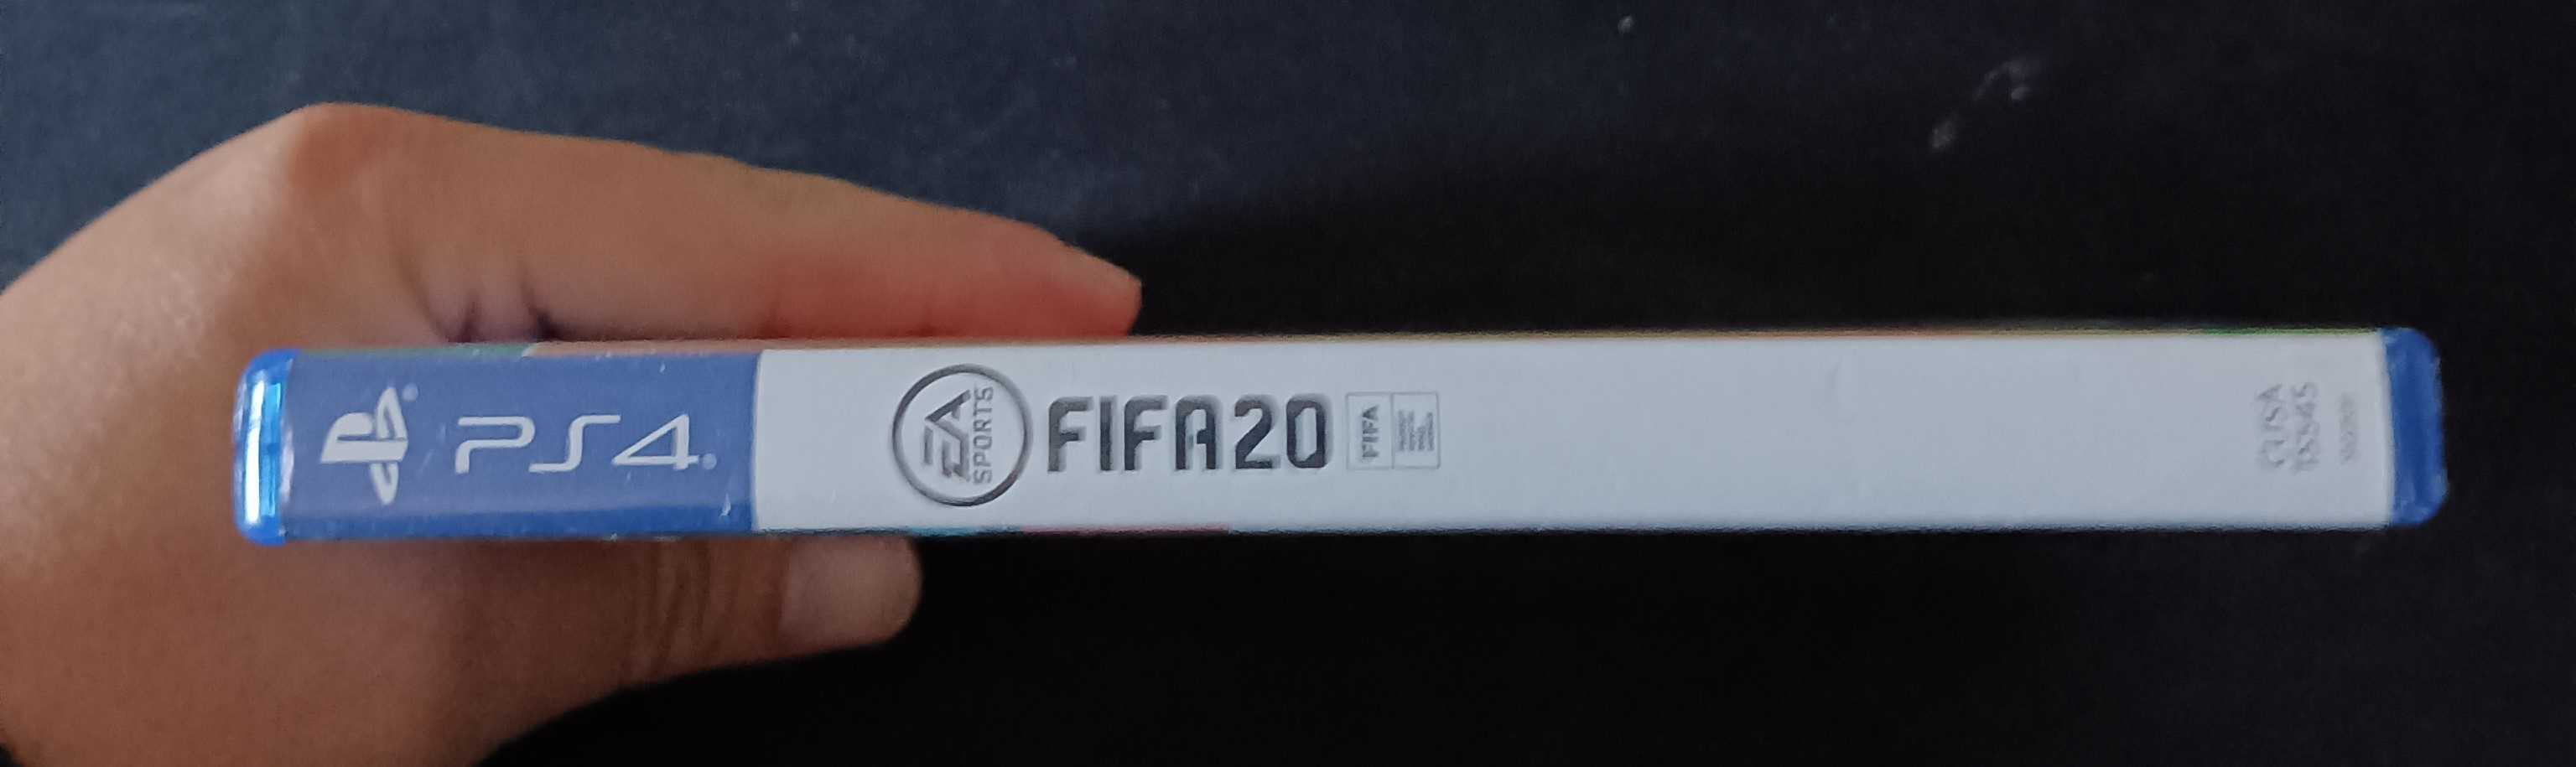 PS4
EA
SPORTS
FIFA 20
FIFA
CUSA
15545